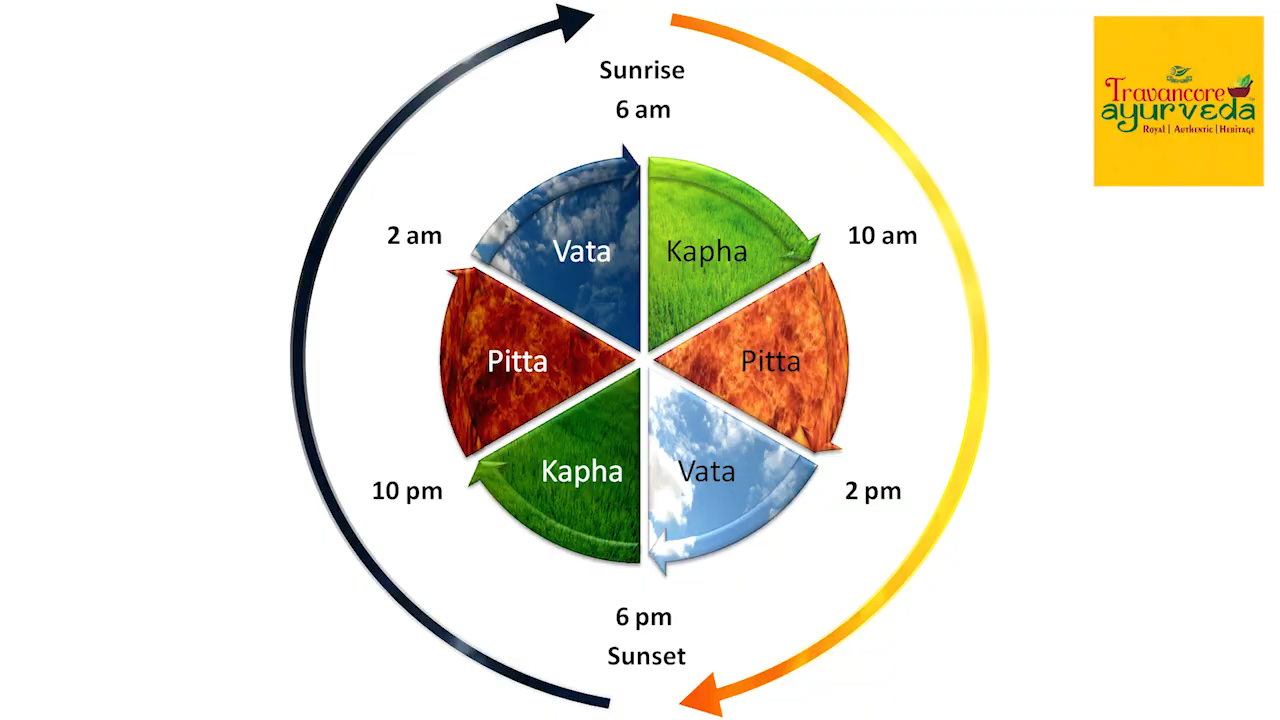 Sunrise
6 am
Travancore
ayurveda
Royal | Authentic | Heritage
2 am
Vata
Kapha
10 am
Pitta
Pitta
10 pm
Kapha
Vata
2 pm
6 pm
Sunset